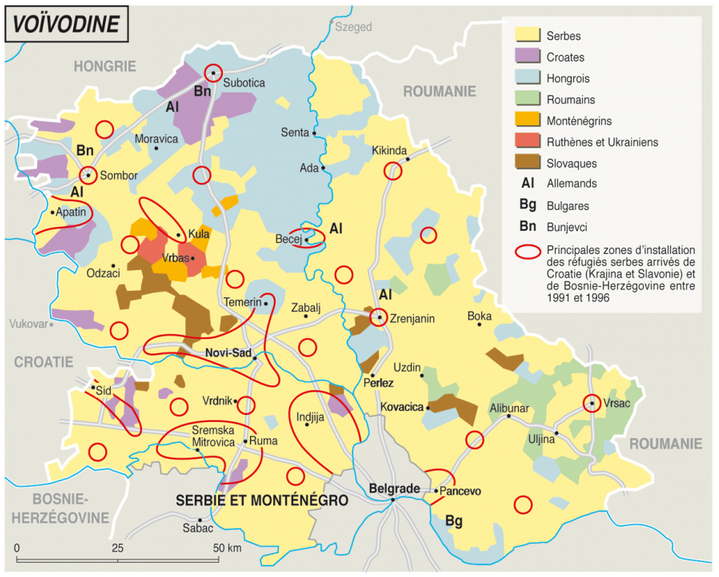 VOÏVODINE
Szeged
HONGRIE
Subotica
Al
Bn
ROUMANIE
Senta
Bn
Moravica
Kikinda
Sombor
Ada
Al
Apatin
Kula
Becej
Al
Vrbas
Odzaci
Temerin
Zabalj
Al
Zrenjanin
Boka
Vukovar
Novi-Sad
CROATIE
Uzdin
Perlez
Sid
Vrdnik
Indjija
Kovacica
Alibunar
Vrsac
Sremska
Mitrovica
Ruma
Uljina
ROUMANIE
Belgrade
Pancevo
BOSNIE-
HERZÉGOVINE
SERBIE ET MONTÉNÉGRO
Sabac
Bg
0 25 50 km
Serbes
Croates
Hongrois
Roumains
Monténégrins
Ruthènes et Ukrainiens
Slovaques
Al Allemands
Bg Bulgares
Bn Bunjevci
Principales zones d'installation
des réfugiés serbes arrivés de
Croatie (Krajina et Slavonie) et
de Bosnie-Herzégovine entre
1991 et 1996